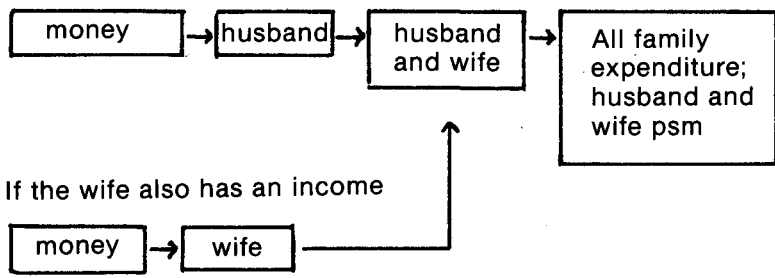 money
husband
husband
and wife
All family
expenditure;
husband and
wife psm
If the wife also has an income
money
wife